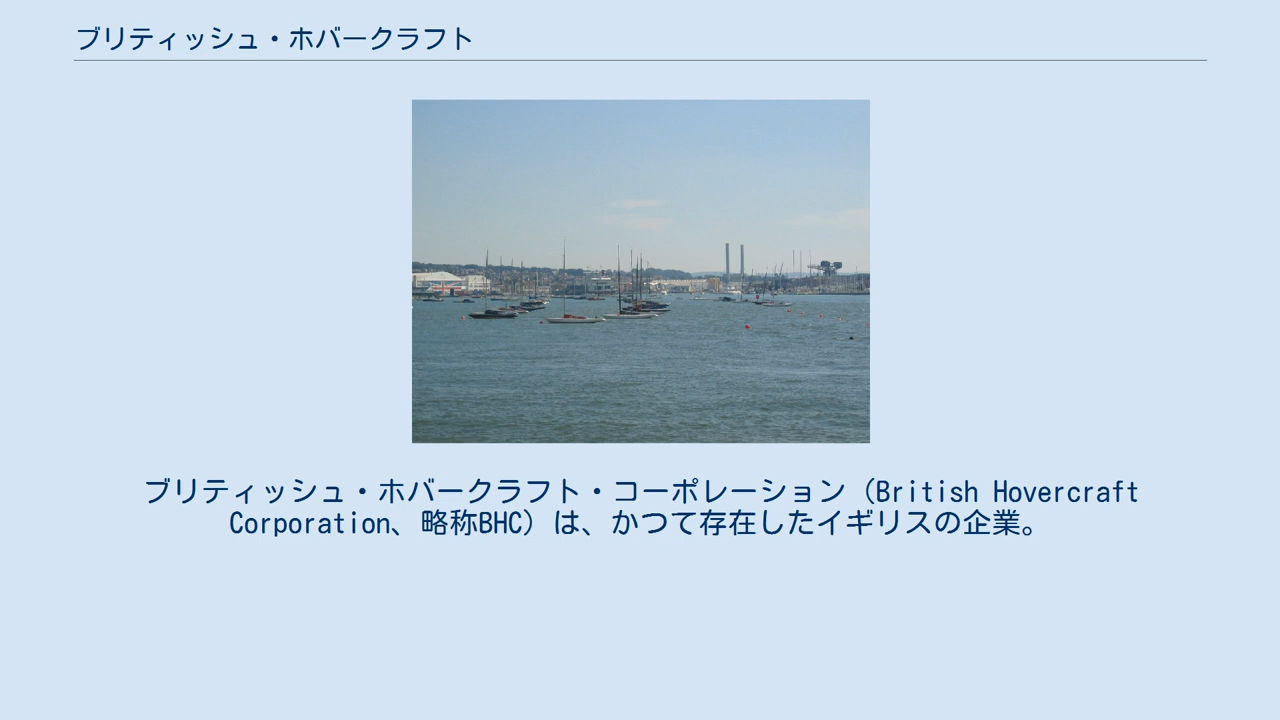 ブリティッシュ・ホバークラフト
ブリティッシュ・ホバークラフト・コーポレーション（British Hovercraft
Corporation、略称BHC）は、かつて存在したイギリスの企業。